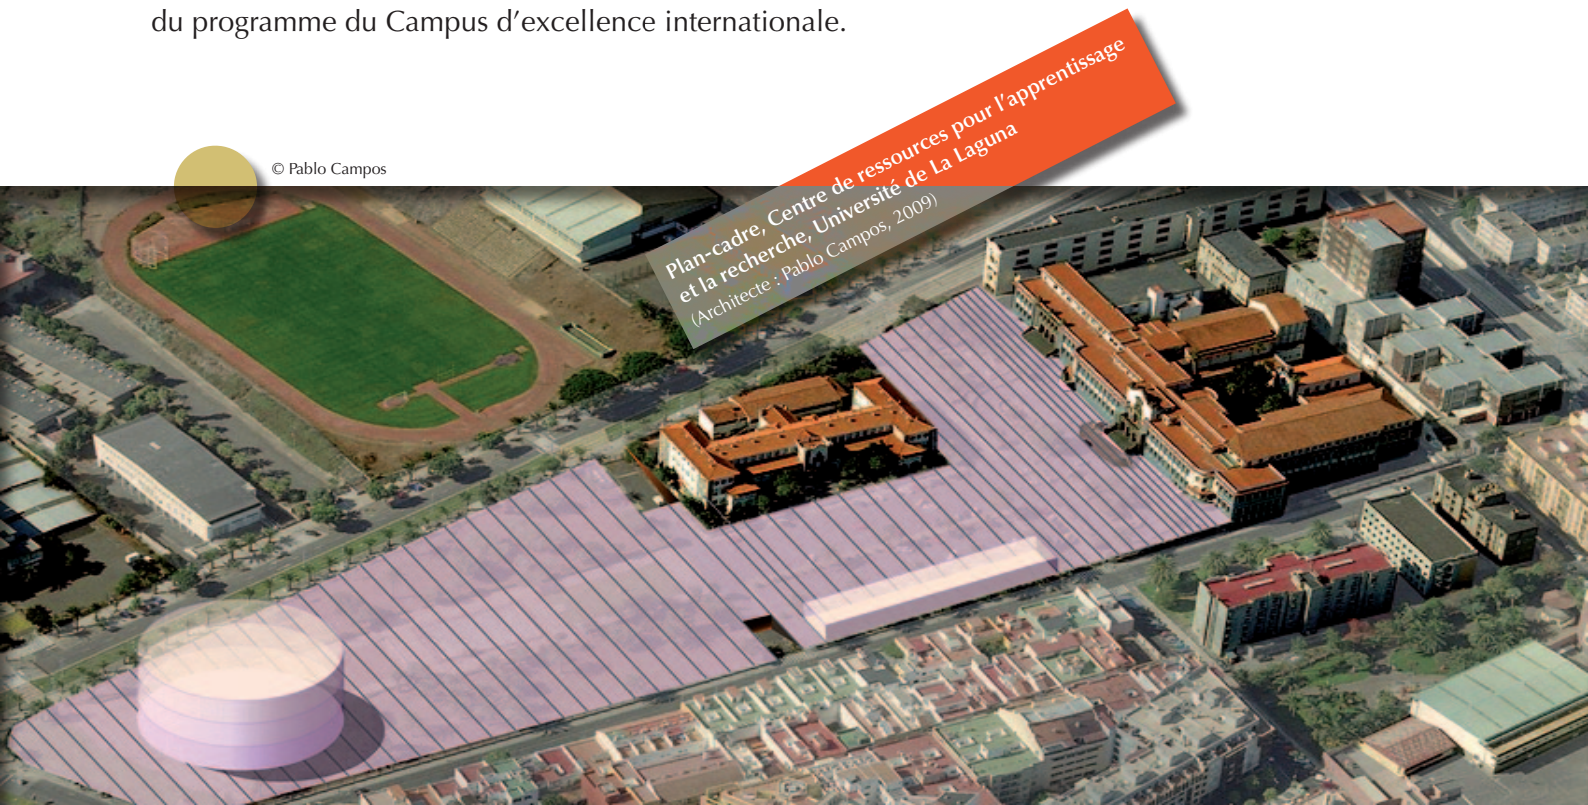 du programme du Campus d’excellence internationale.
© Pablo Campos
Plan-cadre, Centre de ressources pour l’apprentissage
et la recherche, Université de La Laguna
(Architecte : Pablo Campos, 2009)